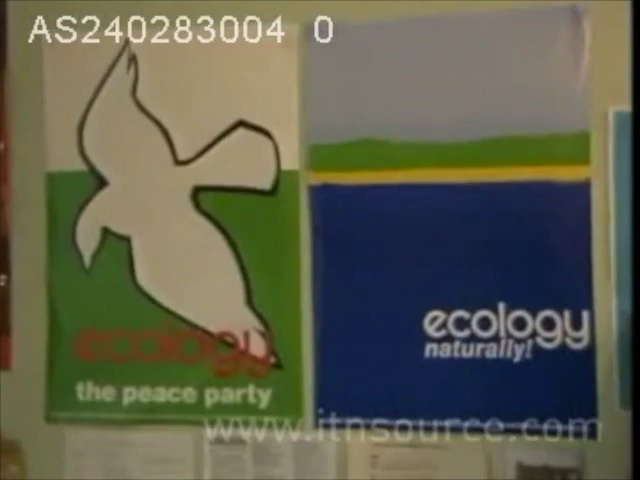 AS240283004 0
ecology
the peace party
ecology
naturally!
www.itnsource.com